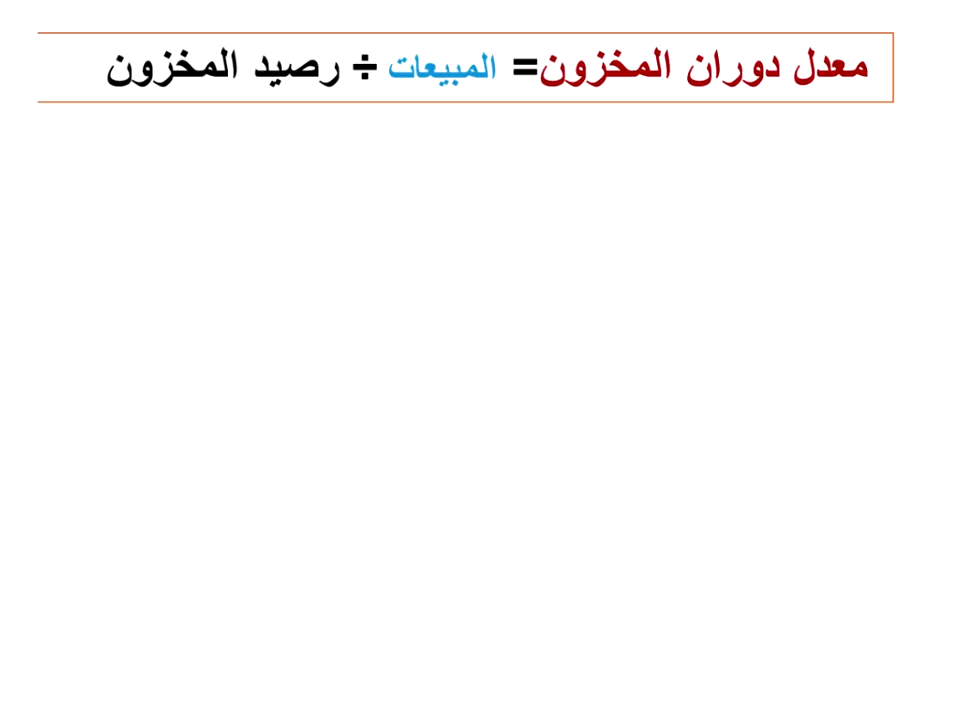 معدل دوران المخزون= المبيعات ÷ رصيد المخزون